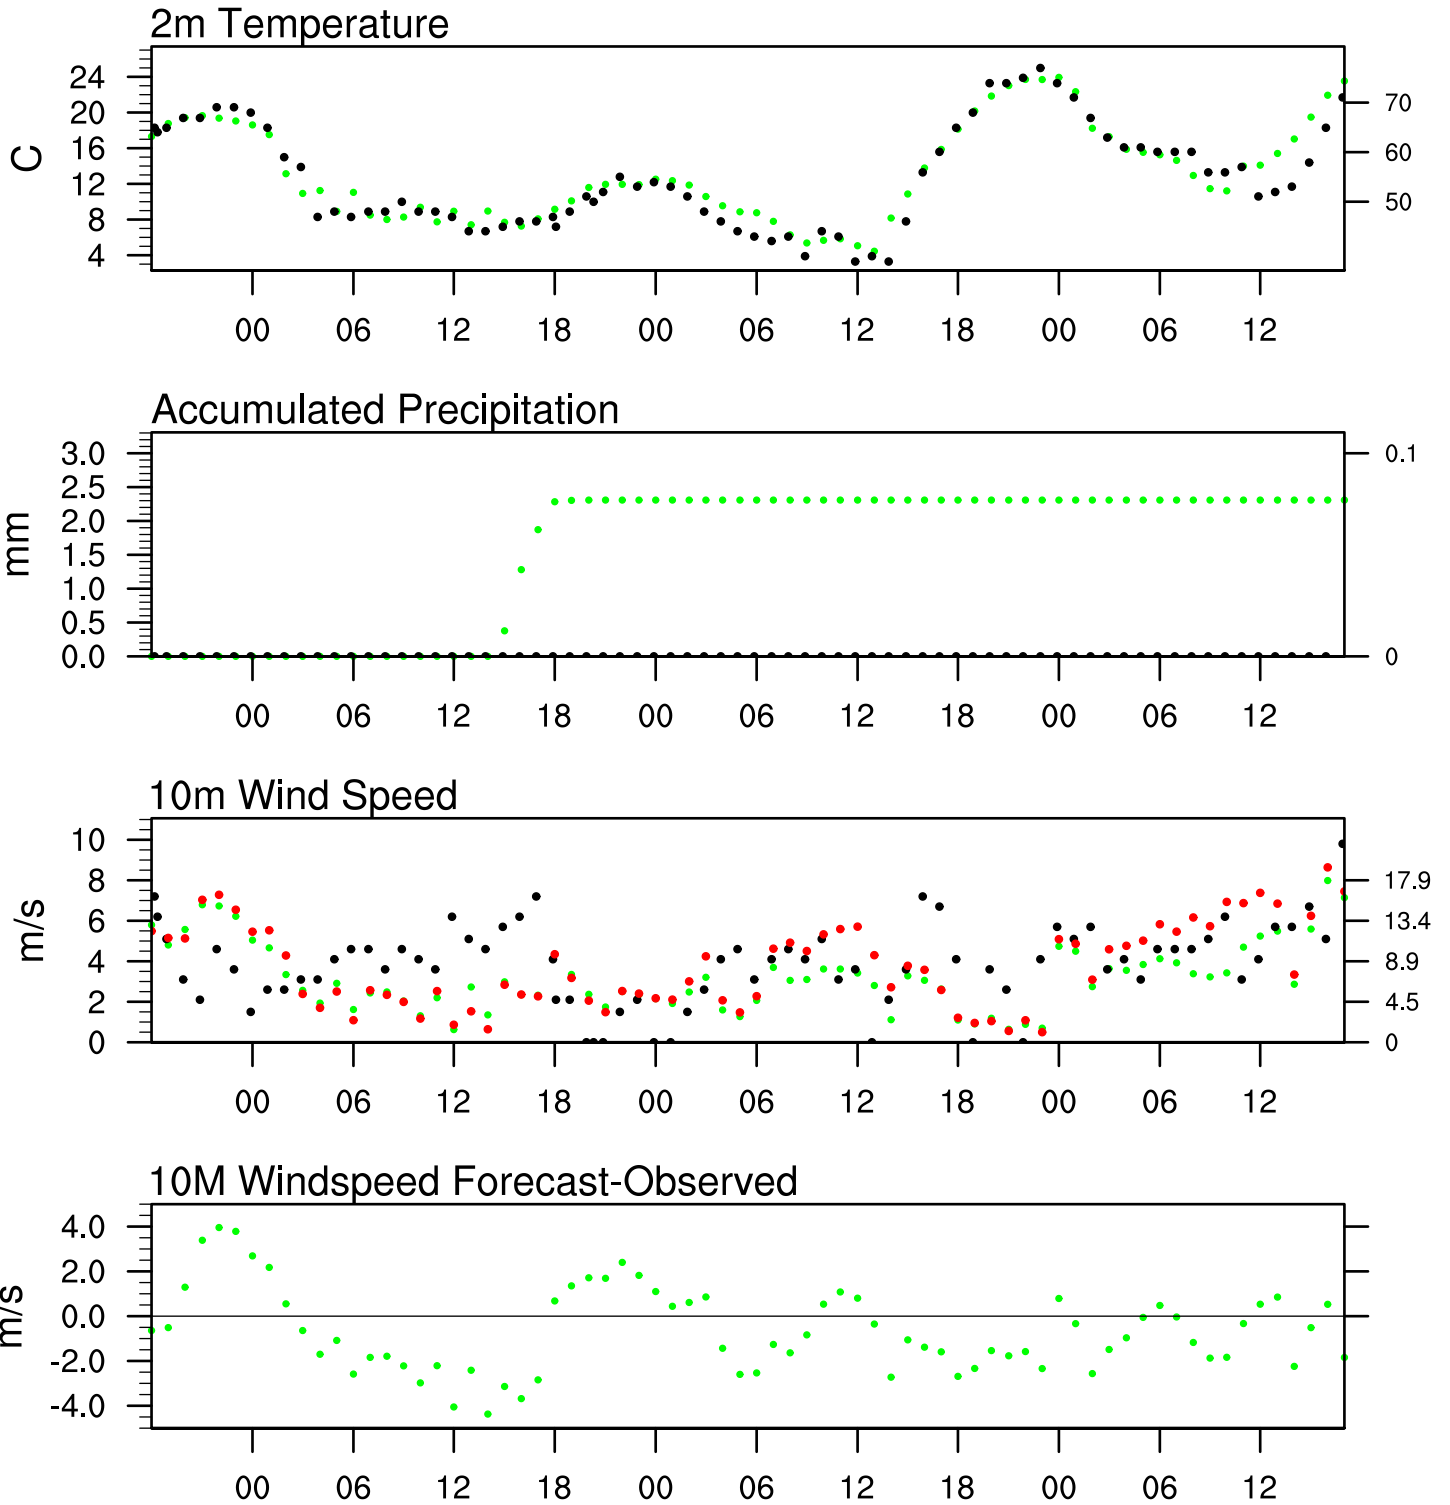 2m Temperature
24
20
16
12
8
4
C
70
60
50
00 06 12 18 00 06 12 18 00 06 12
Accumulated Precipitation
3.0
2.5
2.0
1.5
1.0
0.5
0.0
mm
0.1
0
00 06 12 18 00 06 12 18 00 06 12
10m Wind Speed
10
8
6
4
2
0
m/s
17.9
13.4
8.9
4.5
0
00 06 12 18 00 06 12 18 00 06 12
10M Windspeed Forecast-Observed
4.0
2.0
0.0
-2.0
-4.0
m/s
00 06 12 18 00 06 12 18 00 06 12